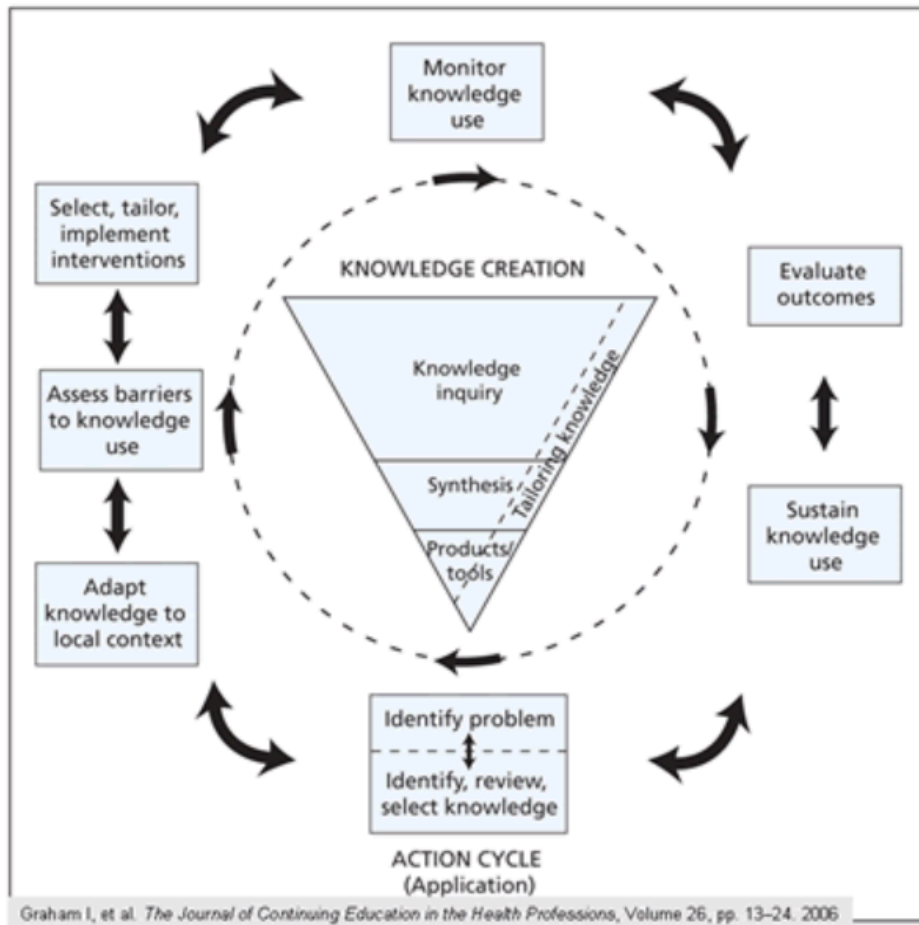 Monitor
knowledge
use
Select, tailor,
implement
interventions
KNOWLEDGE CREATION
Evaluate
outcomes
Knowledge
inquiry
Tailoring knowledge
Assess barriers
to knowledge
use
Synthesis
Products/
tools
Sustain
knowledge
use
Adapt
knowledge to
local context
Identify problem
Identify, review,
select knowledge
ACTION CYCLE
(Application)
Graham I, et al. The Journal of Continuing Education in the Health Professions, Volume 26, pp. 13–24. 2006